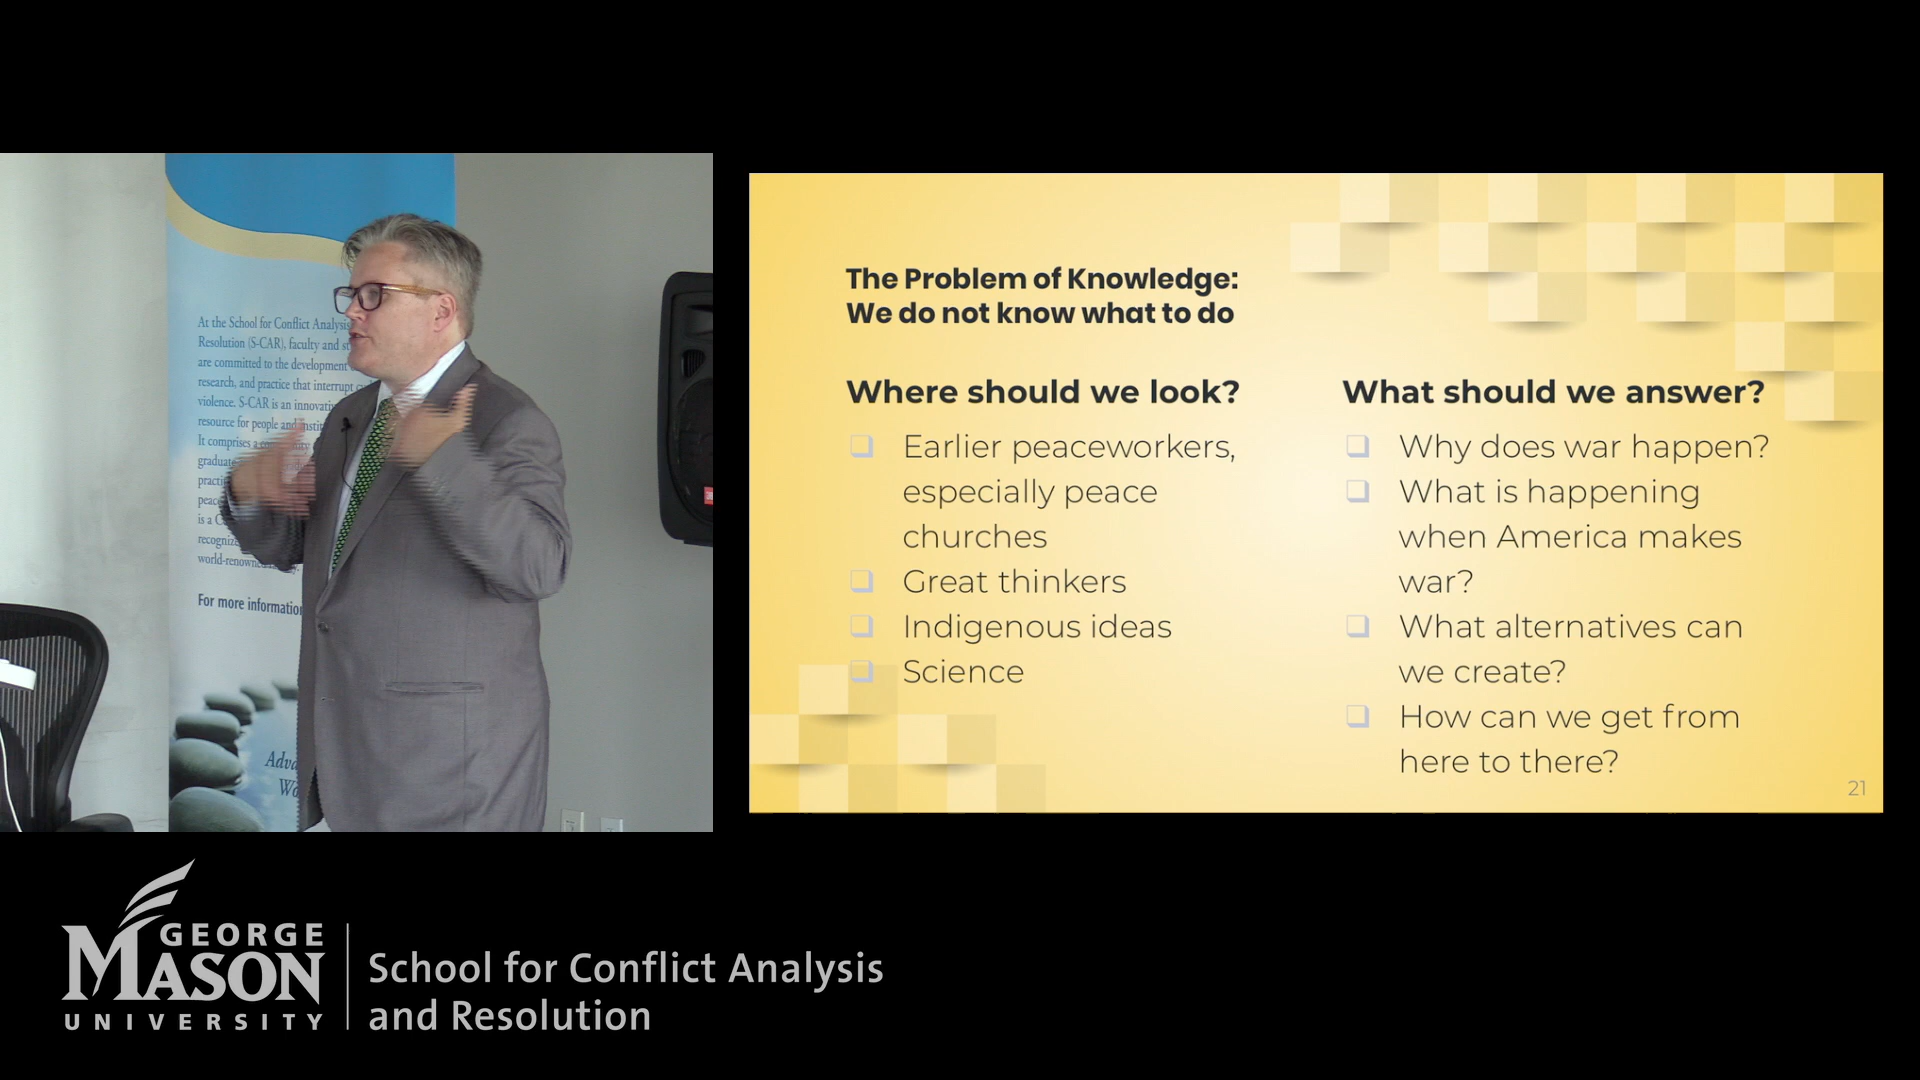 At the School for Conflict Analysis
Resolution (S-CAR), faculty and
are committed to the development
research, and practice that interrupt
violence. S-CAR is an
resource for people and
It comprises a
is a
For more
The Problem of Knowledge:
We do not know what to do
Where should we look?
❑ Earlier peaceworkers,
especially peace
churches
❑ Great thinkers
❑ Indigenous ideas
❑ Science
What should we answer?
❑ Why does war happen?
❑ What is happening
when America makes
war?
❑ What alternatives can
we create?
❑ How can we get from
here to there?
21
GEORGE
MASON
UNIVERSITY
School for Conflict Analysis
and Resolution